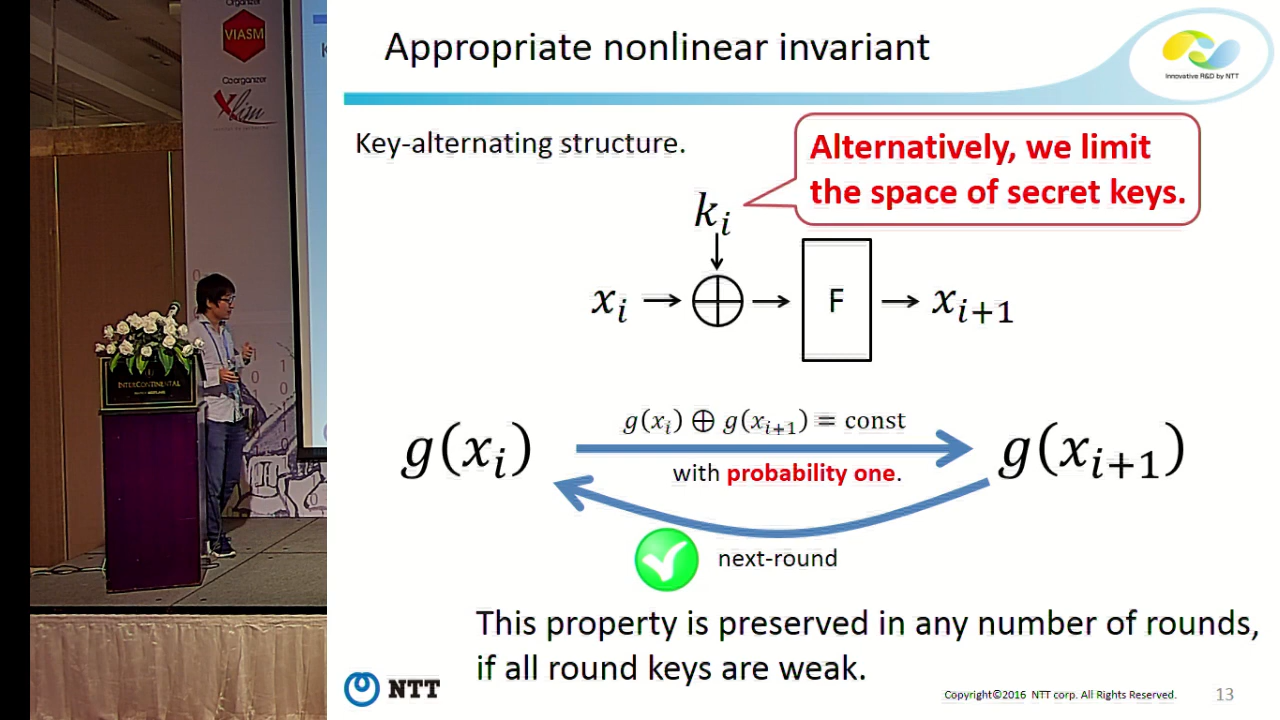 Organizer
VIASM
Coorganizer
Xlim
INTERCONTINENTAL
Appropriate nonlinear invariant
Innovative R&D by NTT
Key-alternating structure.
Alternatively, we limit
the space of secret keys.
k_i
x_i → ⊕ → F → x_{i+1}
g(x_i) ⊕ g(x_{i+1}) = const
g(x_i)
g(x_{i+1})
with probability one.
next-round
This property is preserved in any number of rounds,
if all round keys are weak.
NTT
Copyright©2016 NTT corp. All Rights Reserved.
13